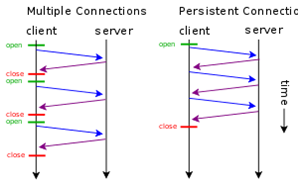 Multiple Connections
client server
open
close
open
close
open
close
Persistent Connectio
client server
open
close
time